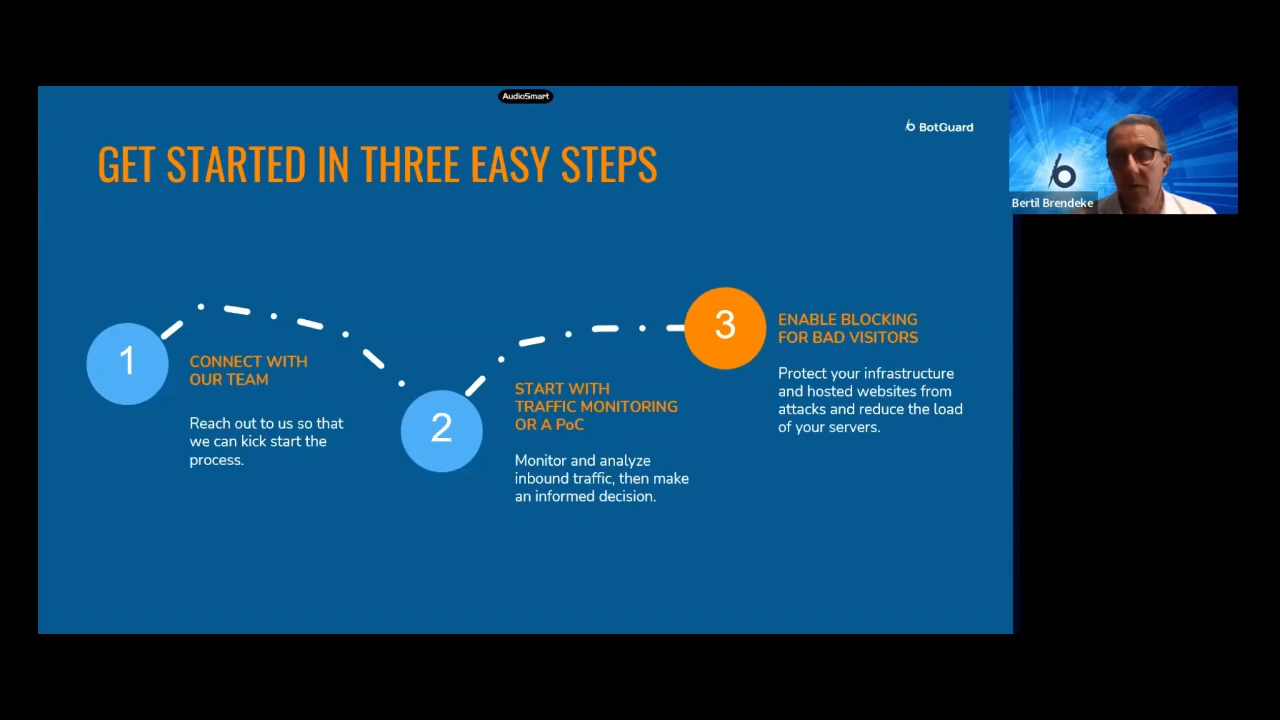 AudioSmart
BotGuard
GET STARTED IN THREE EASY STEPS
Bertil Brendeke
1
CONNECT WITH
OUR TEAM
Reach out to us so that
we can kick start the
process.
2
START WITH
TRAFFIC MONITORING
OR A PoC
Monitor and analyze
inbound traffic, then make
an informed decision.
3
ENABLE BLOCKING
FOR BAD VISITORS
Protect your infrastructure
and hosted websites from
attacks and reduce the load
of your servers.